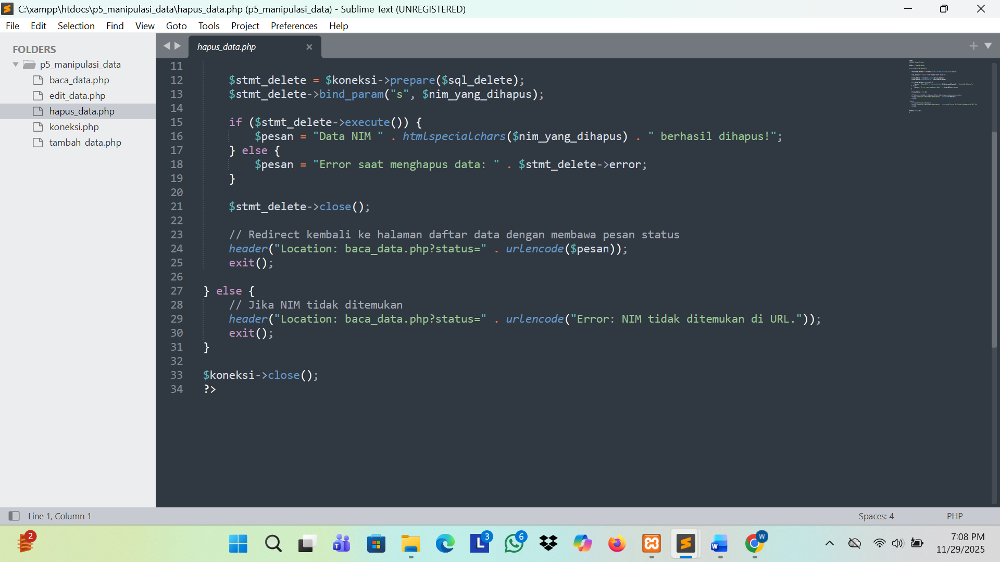 C:\xampp\htdocs\p5_manipulasi_data\hapus_data.php (p5_manipulasi_data) - Sublime Text (UNREGISTERED)
File Edit Selection Find View Goto Tools Project Preferences Help
FOLDERS
p5_manipulasi_data
baca_data.php
edit_data.php
hapus_data.php
koneksi.php
tambah_data.php
hapus_data.php
11
12 $stmt_delete = $koneksi->prepare($sql_delete);
13 $stmt_delete->bind_param("s", $nim_yang_dihapus);
14
15 if ($stmt_delete->execute()) {
16 $pesan = "Data NIM " . htmlspecialchars($nim_yang_dihapus) . " berhasil dihapus!";
17 } else {
18 $pesan = "Error saat menghapus data: " . $stmt_delete->error;
19 }
20
21 $stmt_delete->close();
22
23 // Redirect kembali ke halaman daftar data dengan membawa pesan status
24 header("Location: baca_data.php?status=" . urlencode($pesan));
25 exit();
26
27 } else {
28 // Jika NIM tidak ditemukan
29 header("Location: baca_data.php?status=" . urlencode("Error: NIM tidak ditemukan di URL."));
30 exit();
31 }
32
33 $koneksi->close();
34 ?>
Line 1, Column 1
Spaces: 4
PHP
2
T
L
3
6
W
W
7:08 PM
11/29/2025